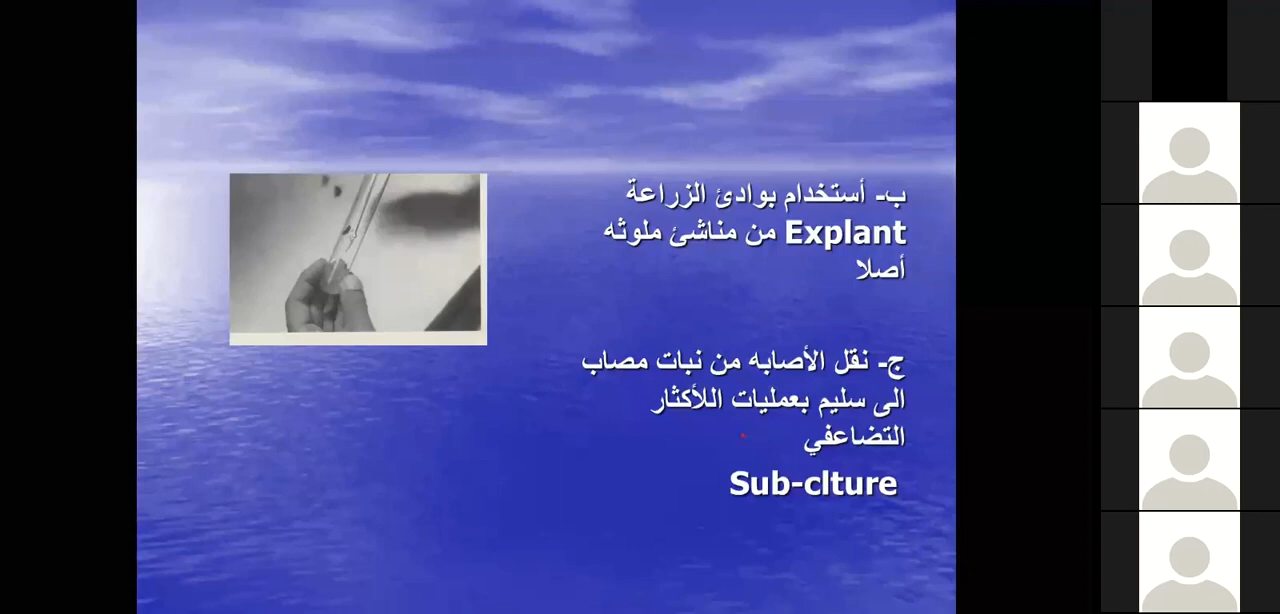 ب- أستخدام بوادئ الزراعة
Explant من مناشئ ملوثه
أصلا
ج- نقل الأصابه من نبات مصاب
الى سليم بعمليات اللأكثار
التضاعفي
Sub-clture